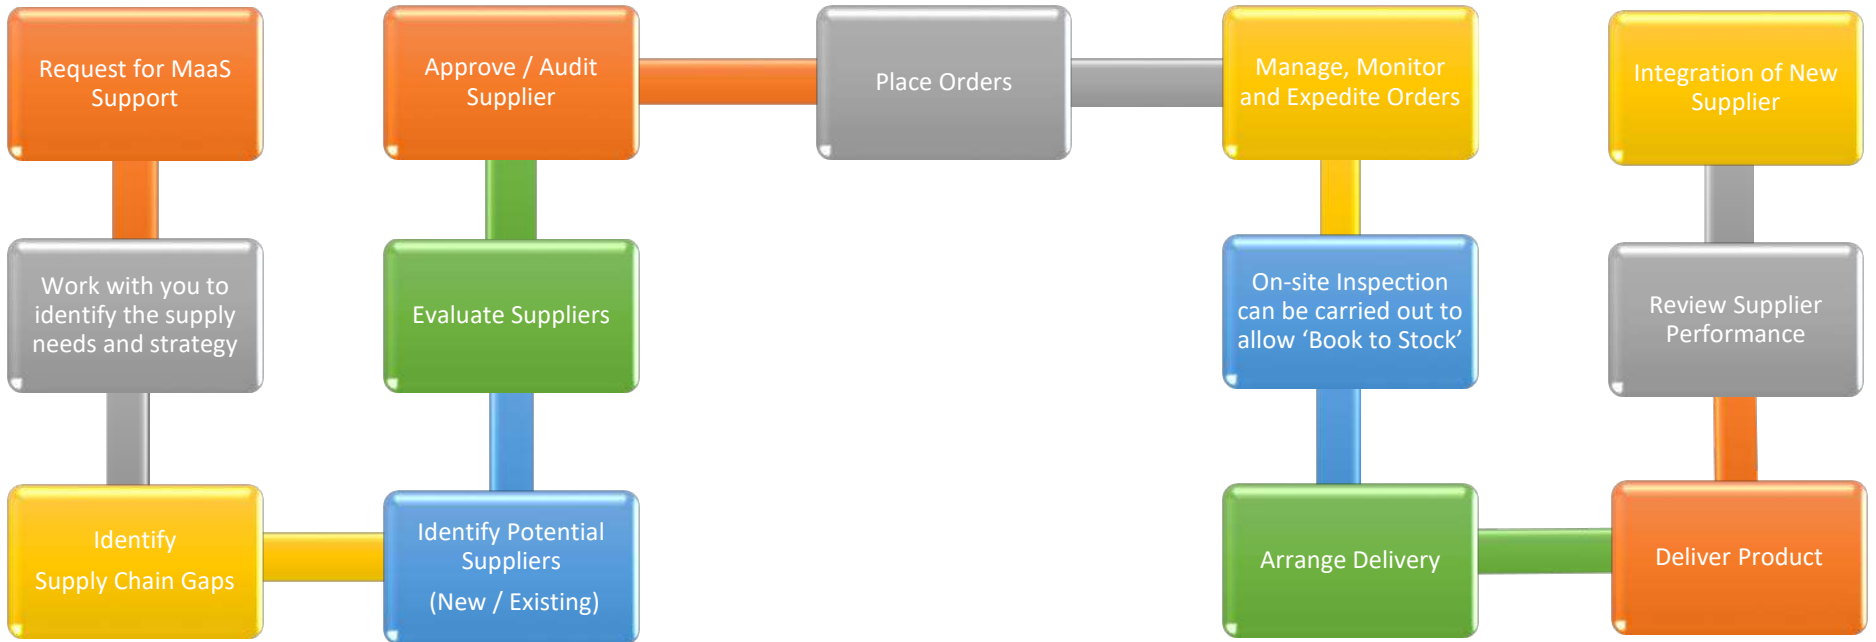 Request for MaaS
Support
Work with you to
identify the supply
needs and strategy
Identify
Supply Chain Gaps
Identify Potential
Suppliers
(New / Existing)
Evaluate Suppliers
Approve / Audit
Supplier
Place Orders
Manage, Monitor
and Expedite Orders
On-site Inspection
can be carried out to
allow ‘Book to Stock’
Arrange Delivery
Deliver Product
Review Supplier
Performance
Integration of New
Supplier